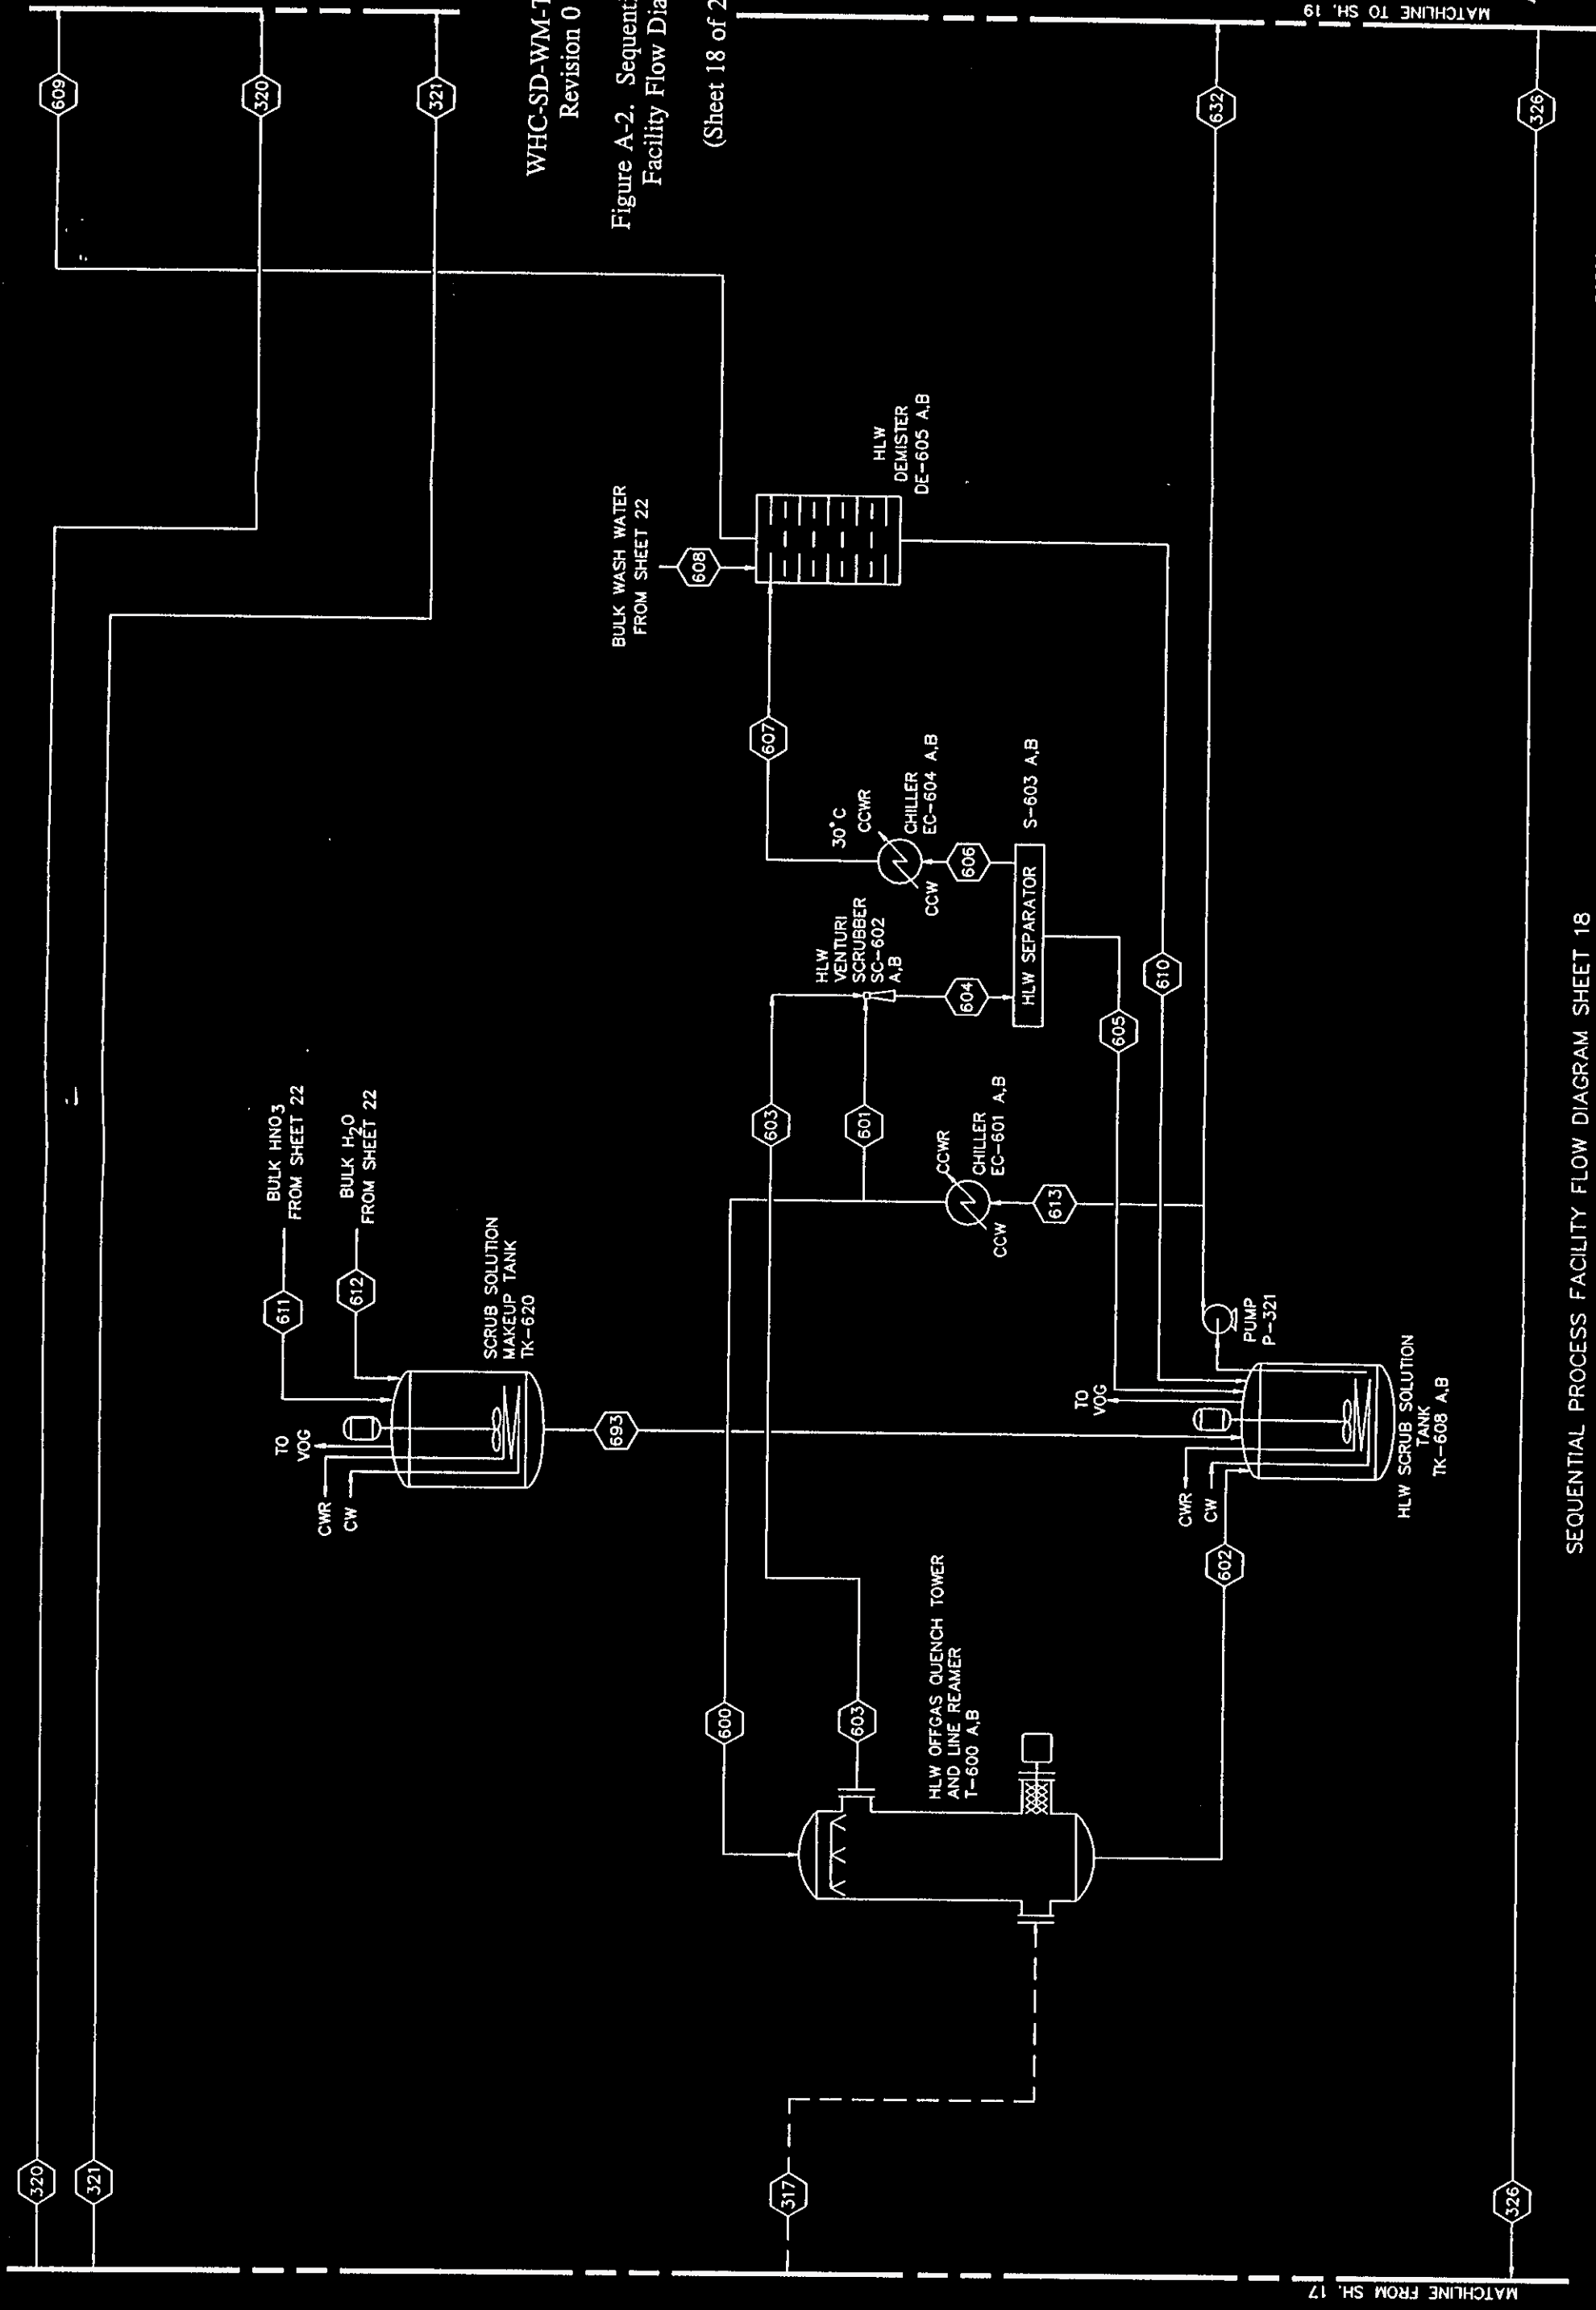 320
321
317
326
MATCHLINE FROM SH. 17
609
320
321
WHC-SD-WM-
Revision 0
Figure A-2.
Facility Flow
(Sheet 18 of
MATCHLINE TO SH. 19
632
326
BULK HNO3
FROM SHEET 22
611
BULK H2O
FROM SHEET 22
612
SCRUB SOLUTION
MAKEUP TANK
TK-620
TO
VOG
CWR
CW
693
600
603
HLW OFFGAS QUENCH TOWER
AND LINE REAMER
T-600 A,B
602
603
601
CCWR
CHILLER
EC-601 A,B
CCW
613
HLW
VENTURI
SCRUBBER
SC-602
A,B
604
HLW SEPARATOR
S-603 A,B
605
606
30°C
CCWR
CHILLER
EC-604 A,B
CCW
607
BULK WASH WATER
FROM SHEET 22
608
HLW
DEMISTER
DE-605 A,B
610
TO
VOG
CWR
CW
PUMP
P-321
HLW SCRUB SOLUTION
TANK
TK-608 A,B
SEQUENTIAL PROCESS FACILITY FLOW DIAGRAM SHEET 18